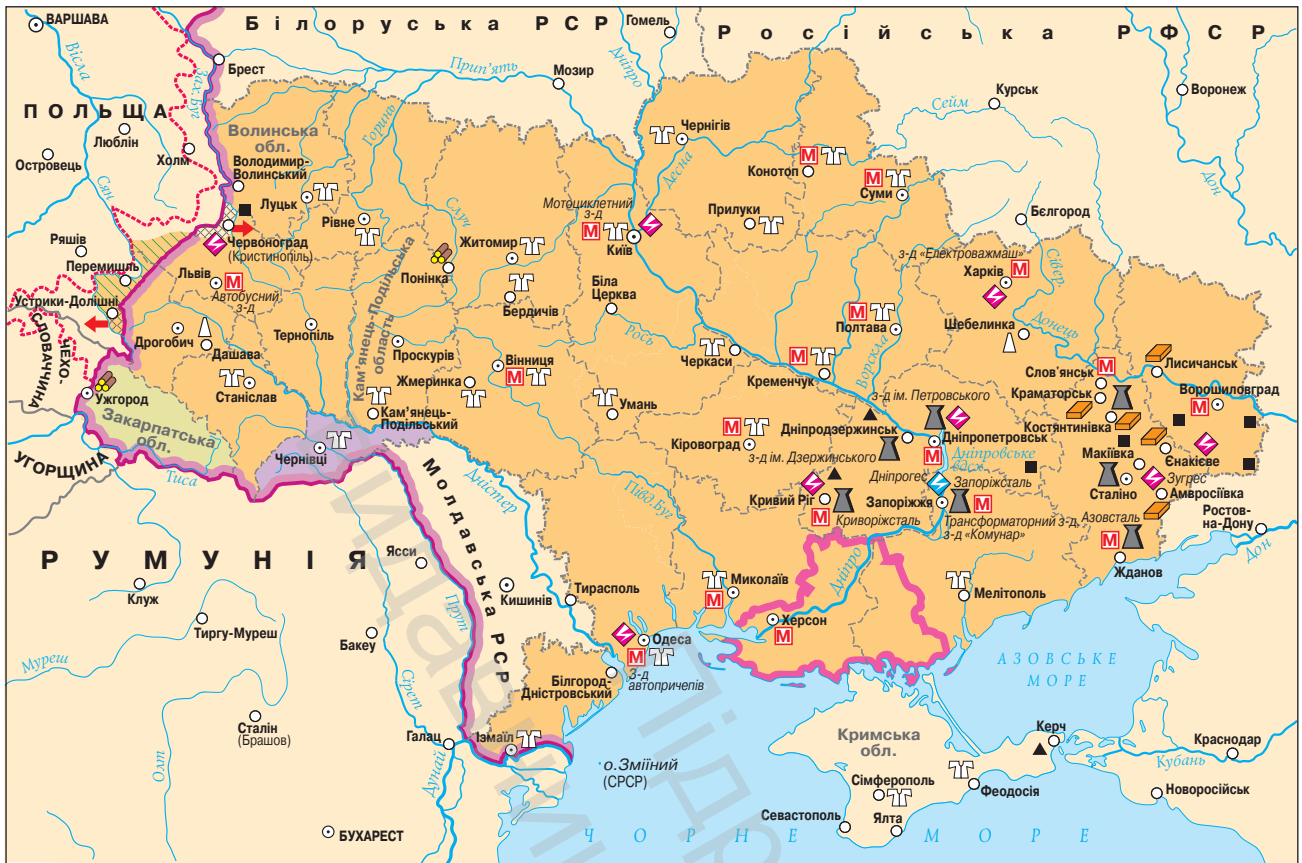 ВАРШАВА
Білоруська РСР
Гомель
Російська РФСР
Вісла
Зах. Буг
Брест
Прип'ять
Мозир
Дніпро
Курськ
Сейм
Воронеж
ПОЛЬЩА
Люблін
Островець
Холм
Волинська
обл.
Володимир-
Волинський
Горинь
Чернігів
Десна
Конотоп
Суми
Дон
Сян
Луцьк
Рівне
Случ
Мотоциклетний
з-д
Київ
Прилуки
Бєлгород
Ряшів
Перемишль
Червоноград
(Кристинопіль)
Житомир
Понінка
Бердичів
з-д «Електроважмаш»
Харків
Сівер.
Донець
Львів
Автобусний
з-д
Устрики-Долішні
Кам'янець-Подільська
область
Біла
Церква
Рось
Полтава
Шебелинка
ЧЕХО-
СЛОВАЧЧИНА
Дрогобич
Дашава
Тернопіль
Проскурів
Вінниця
Черкаси
Кременчук
Ворскла
Слов'янськ
Лисичанськ
Ворошиловград
Станіслав
Жмеринка
Умань
Краматорськ
Костянтинівка
Ужгород
Закарпатська
обл.
Кам'янець-
Подільський
з-д ім. Петровського
Дніпродзержинськ
Дніпропетровськ
Кіровоград
з-д ім. Дзержинського
Дніпрогес
Дніпровське
вдсх.
Макіївка
Єнакієве
Зугрес
Сталіно
Амвросіївка
УГОРЩИНА
Тиса
Чернівці
Дністер
Півд.Буг
Кривий Ріг
Криворіжсталь
Запоріжжя
Запоріжсталь
Трансформаторний з-д
з-д «Комунар»
Азовсталь
Жданов
Ростов-
на-Дону
Дон
РУМУНІЯ
Молдавська РСР
Ясси
Клуж
Кишинів
Тирасполь
Прут
Миколаїв
Дніпро
Херсон
Мелітополь
Тиргу-Муреш
Бакеу
Муреш
Сірет
Одеса
З-д
автопричепів
Білгород-
Дністровський
АЗОВСЬКЕ
МОРЕ
Сталін
(Брашов)
Олт
Галац
Дунай
Ізмаїл
о.Зміїний
(СРСР)
Кримська
обл.
Керч
Краснодар
Кубань
Сімферополь
Феодосія
Новоросійськ
Севастополь
Ялта
БУХАРЕСТ
ЧОРНЕ МОРЕ